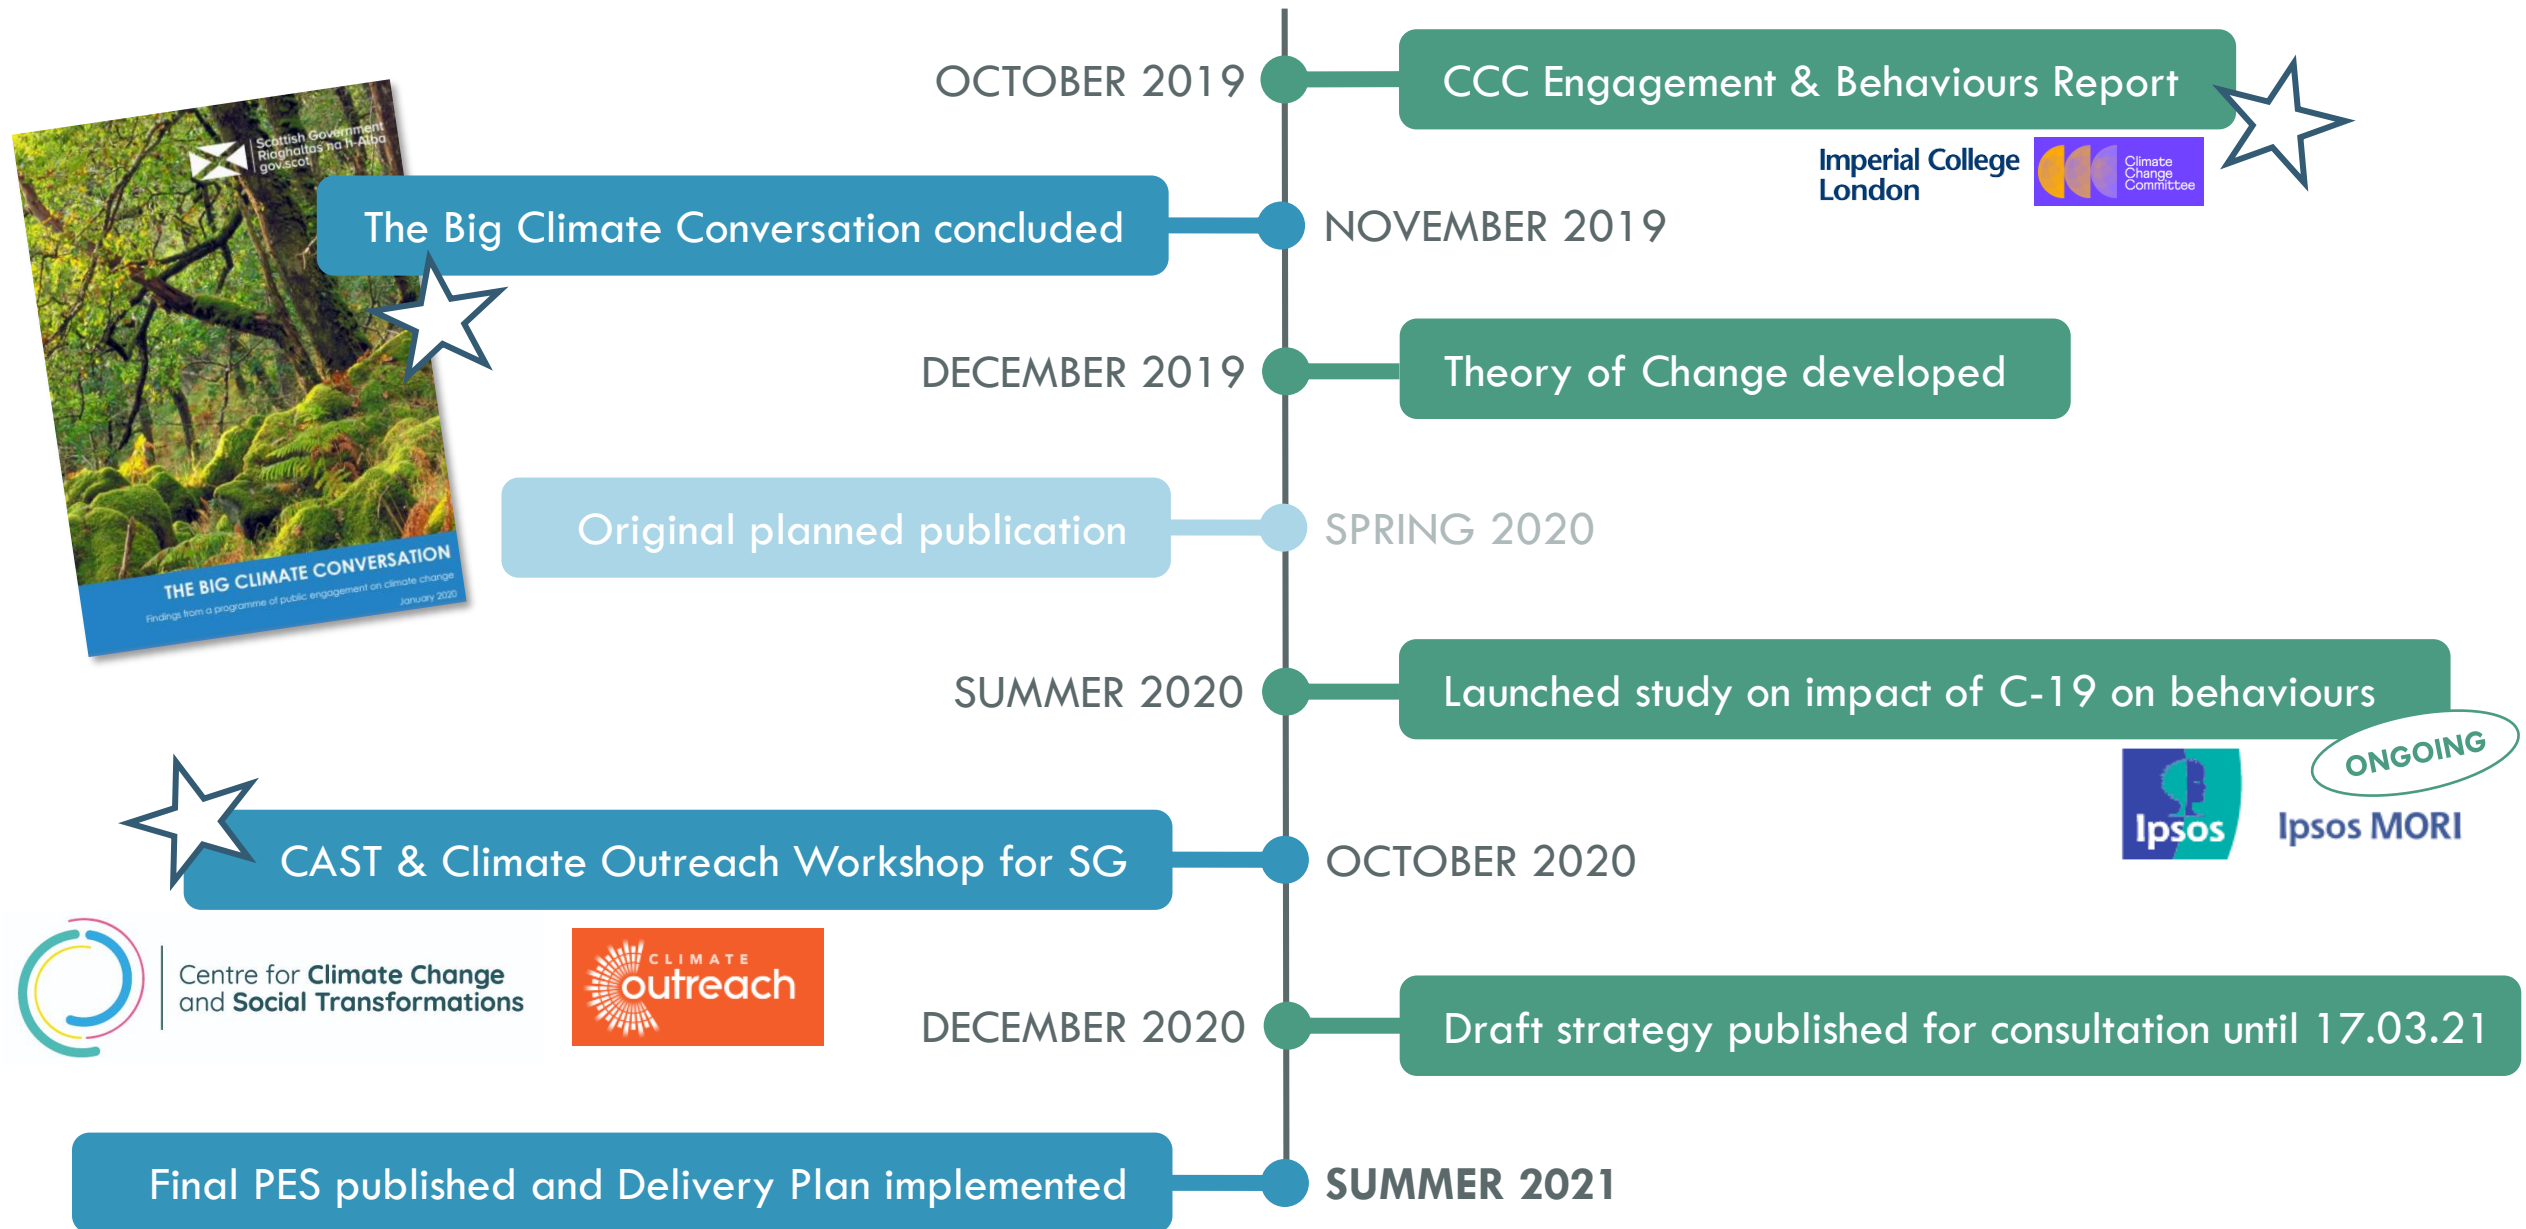 OCTOBER 2019
CCC Engagement & Behaviours Report
Imperial College
London
Climate
Change
Committee
Scottish Government
Riaghaltas na h-Alba
gov.scot
The Big Climate Conversation concluded
NOVEMBER 2019
DECEMBER 2019
Theory of Change developed
Original planned publication
SPRING 2020
THE BIG CLIMATE CONVERSATION
Findings from a programme of public engagement on climate change
January 2020
SUMMER 2020
Launched study on impact of C-19 on behaviours
ONGOING
Ipsos
Ipsos MORI
CAST & Climate Outreach Workshop for SG
OCTOBER 2020
Centre for Climate Change
and Social Transformations
CLIMATE
outreach
DECEMBER 2020
Draft strategy published for consultation until 17.03.21
Final PES published and Delivery Plan implemented
SUMMER 2021